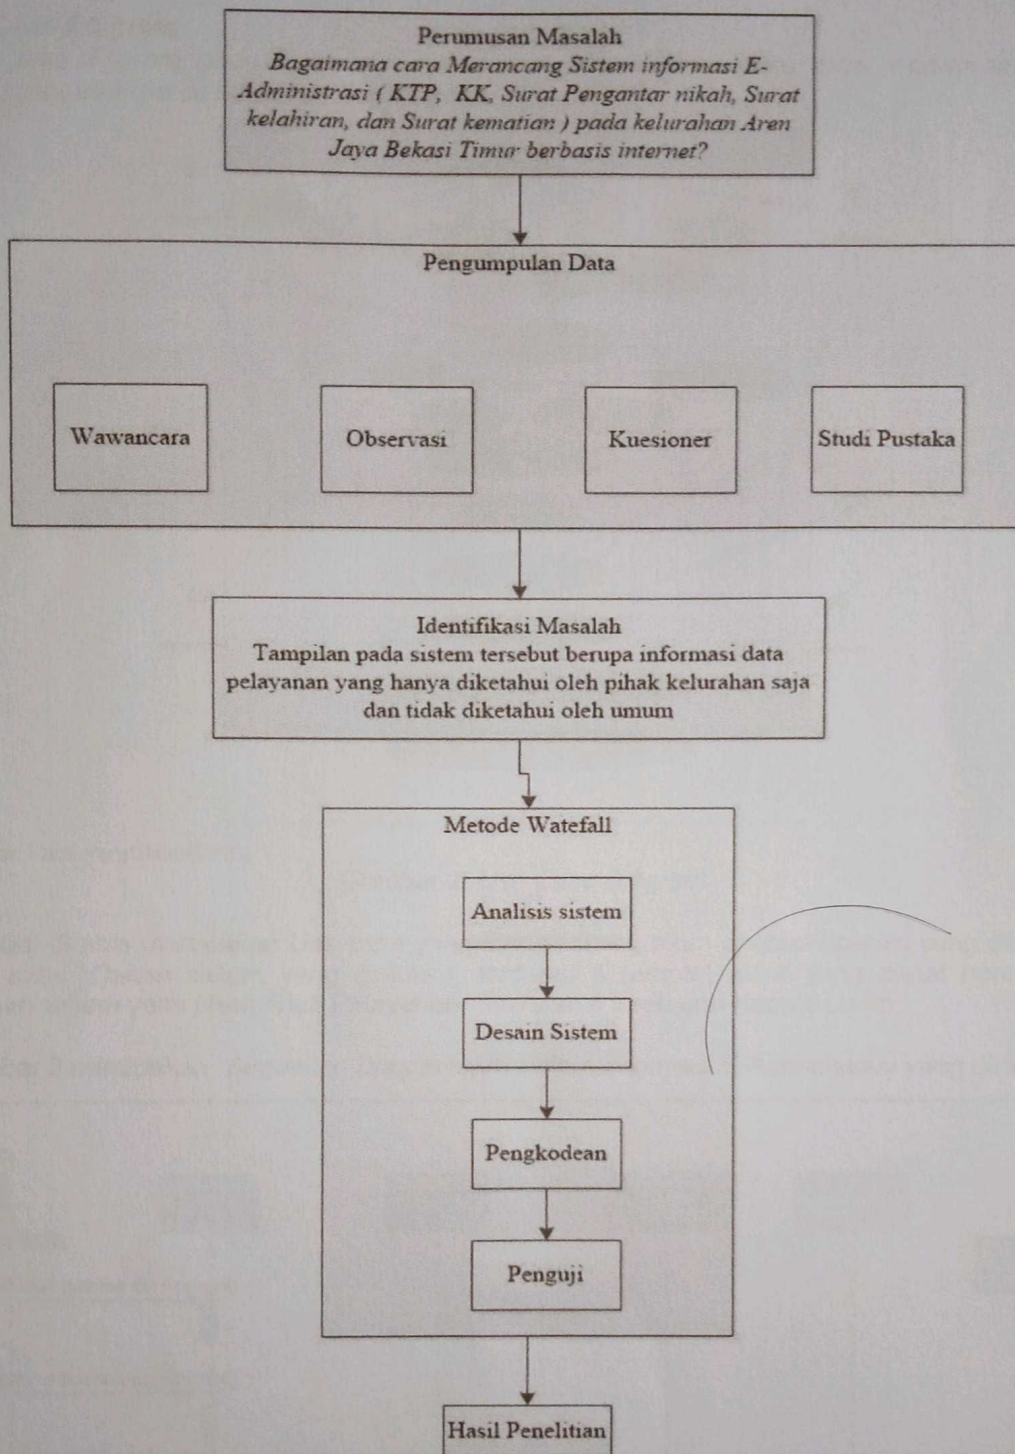 Perumusan Masalah
Bagaimana cara Merancang Sistem informasi E-
Administrasi ( KTP, KK, Surat Pengantar nikah, Surat
kelahiran, dan Surat kematian ) pada kelurahan Aren
Jaya Bekasi Timur berbasis internet?
Pengumpulan Data
Wawancara
Observasi
Kuesioner
Studi Pustaka
Identifikasi Masalah
Tampilan pada sistem tersebut berupa informasi data
pelayanan yang hanya diketahui oleh pihak kelurahan saja
dan tidak diketahui oleh umum
Metode Watefall
Analisis sistem
Desain Sistem
Pengkodean
Penguji
Hasil Penelitian